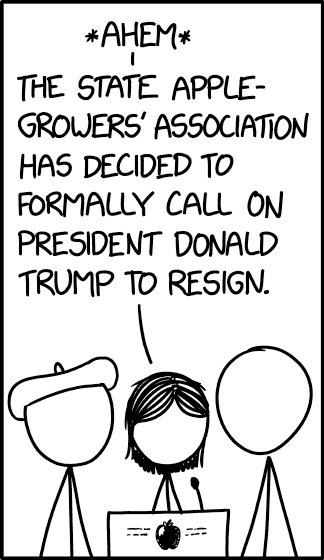 *AHEM*
THE STATE APPLE-
GROWERS' ASSOCIATION
HAS DECIDED TO
FORMALLY CALL ON
PRESIDENT DONALD
TRUMP TO RESIGN.